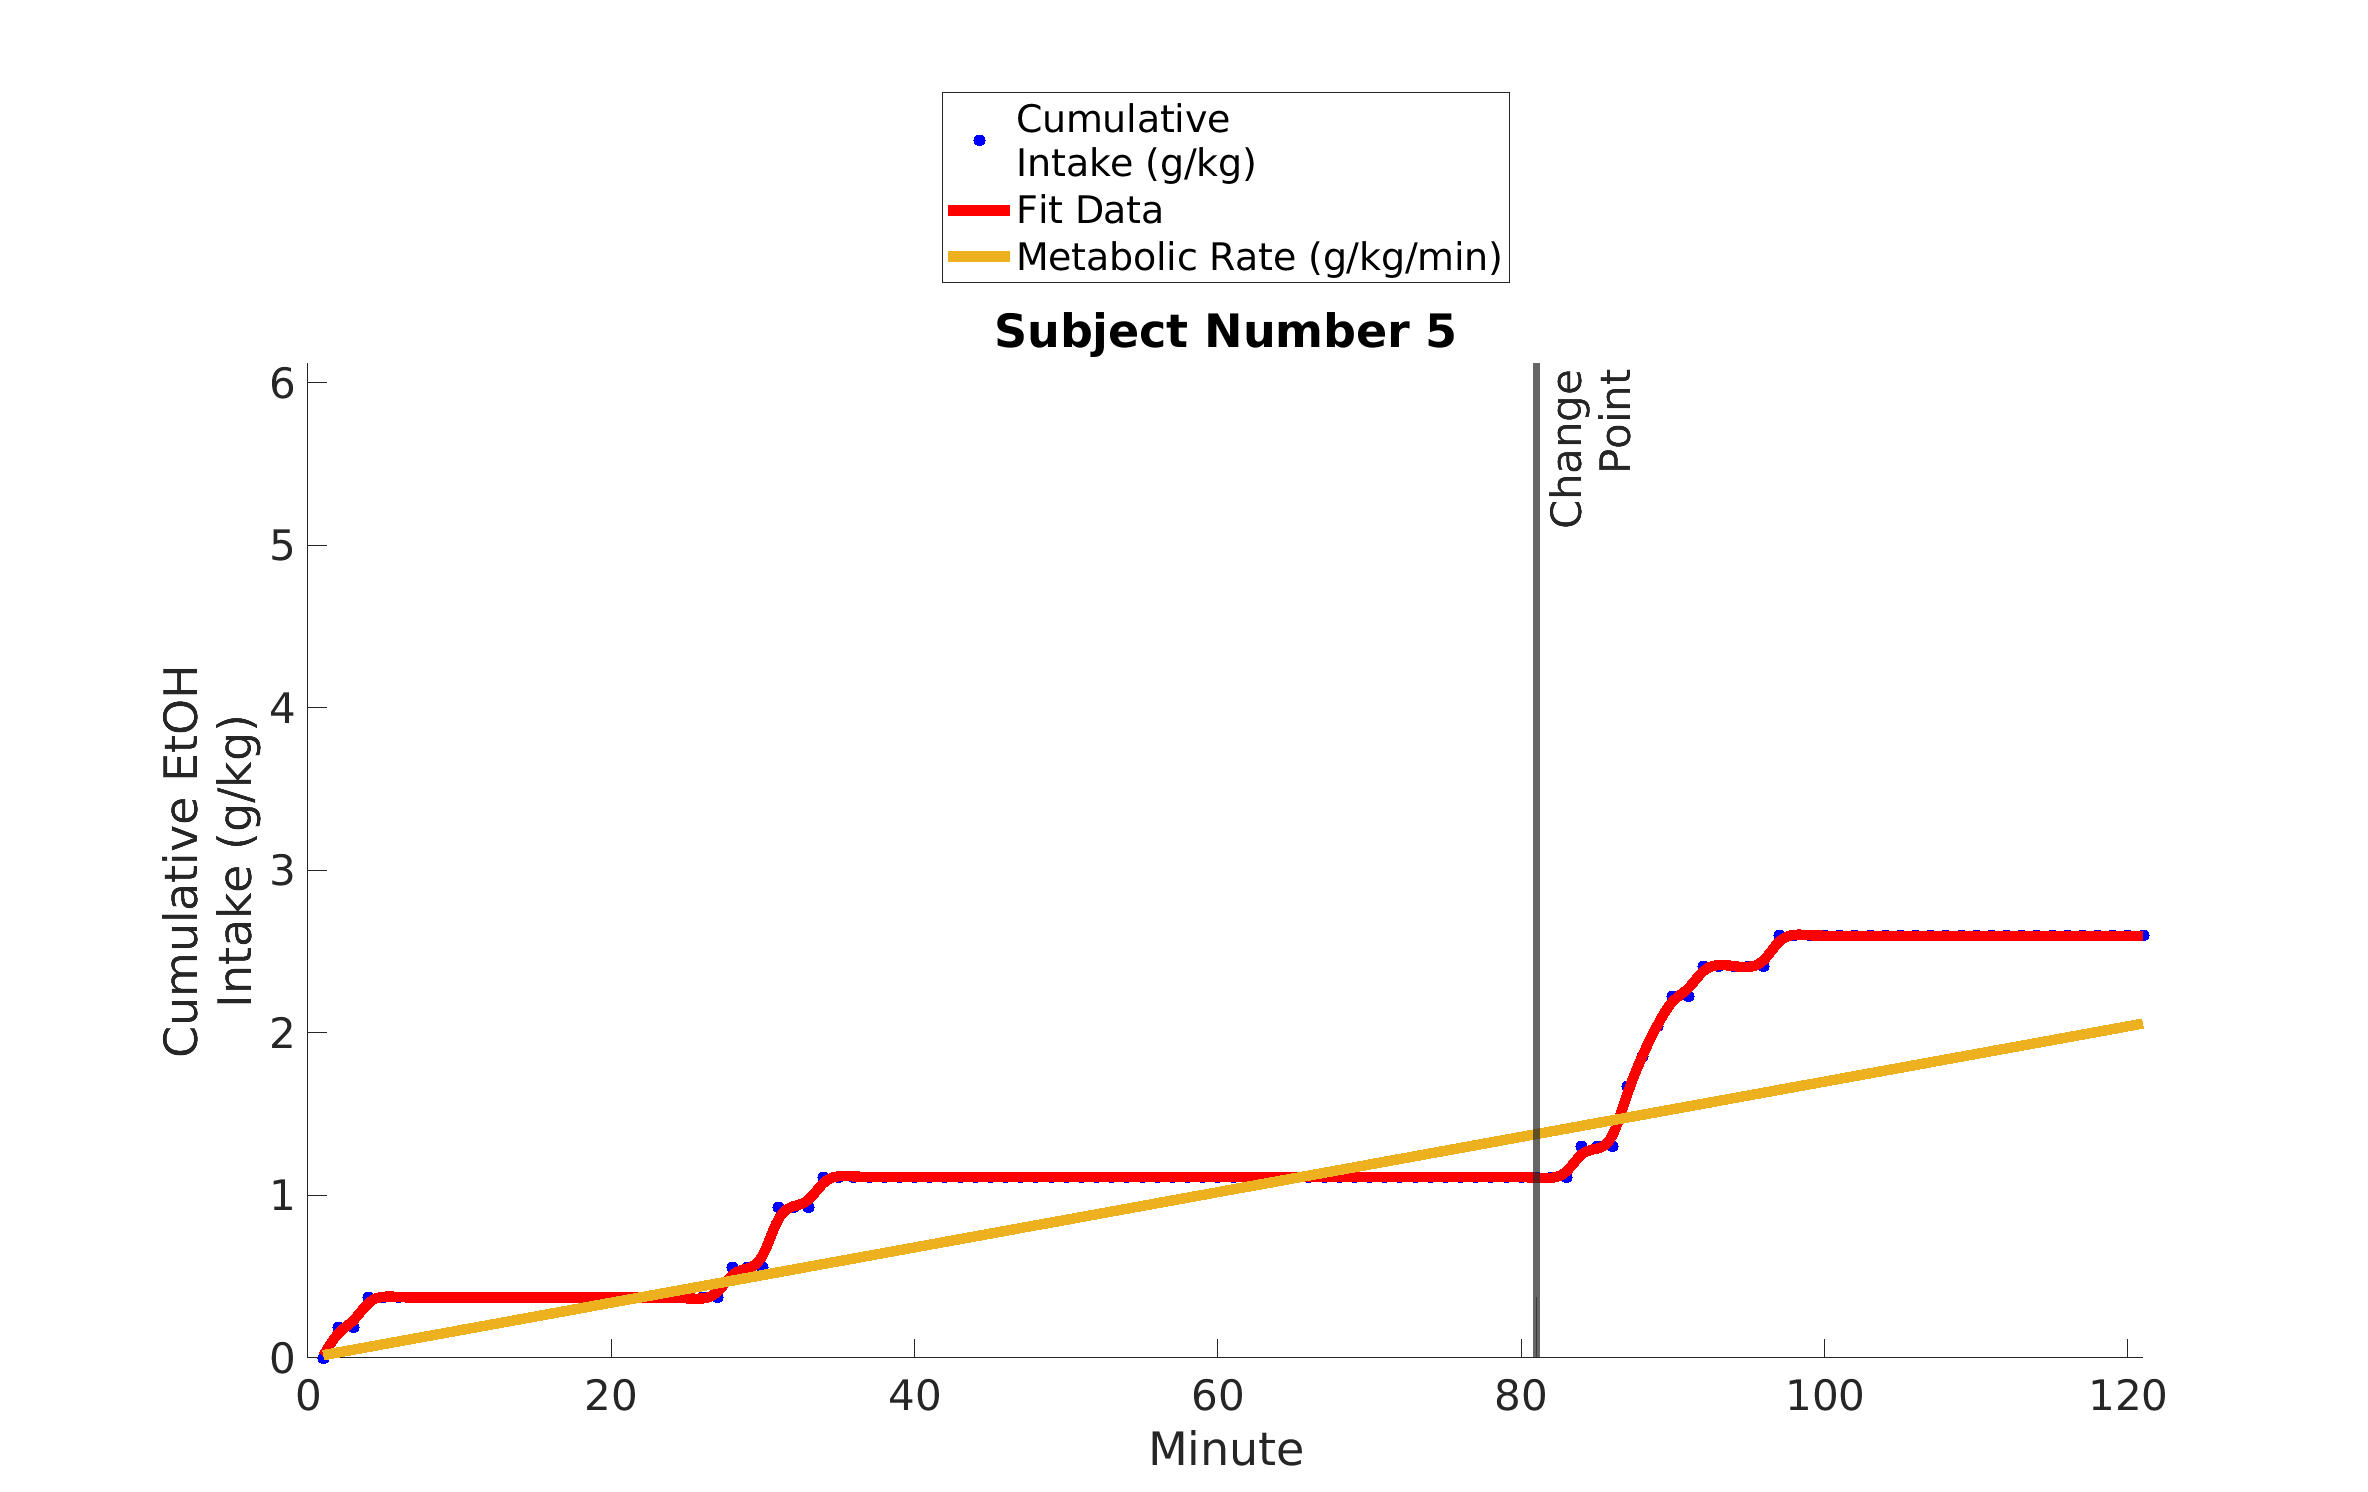 Cumulative
Intake (g/kg)
Fit Data
Metabolic Rate (g/kg/min)
Subject Number 5
Change
Point
Cumulative EtOH
Intake (g/kg)
6
5
4
3
2
1
0
0 20 40 60 80 100 120
Minute